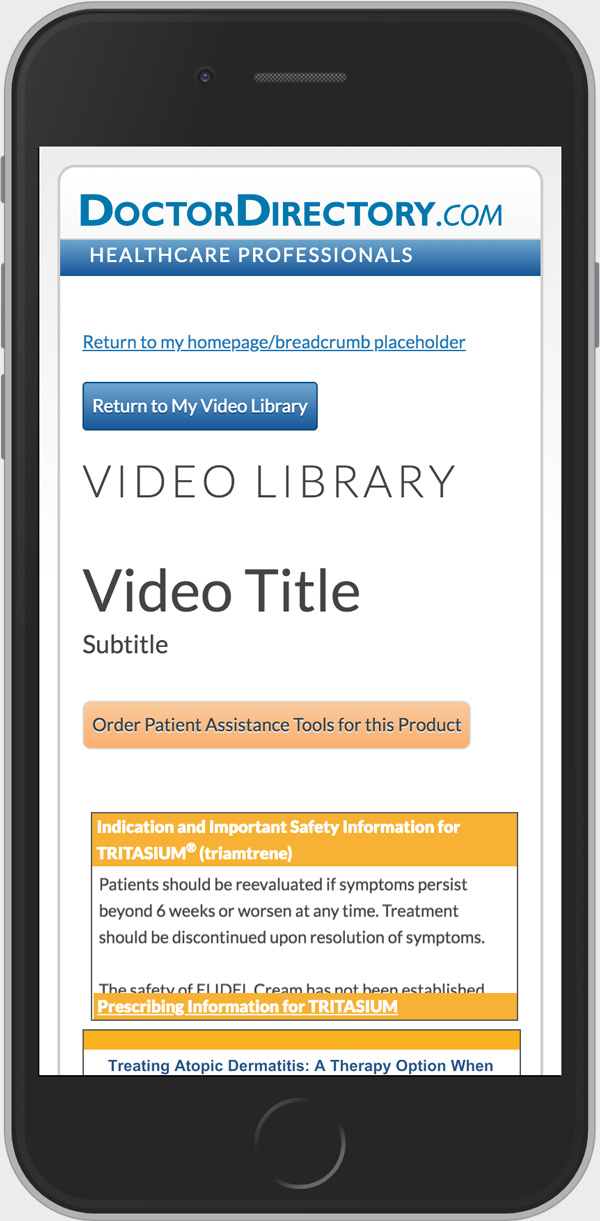 DOCTORDIRECTORY.COM
HEALTHCARE PROFESSIONALS
Return to my homepage/breadcrumb placeholder
Return to My Video Library
VIDEO LIBRARY
Video Title
Subtitle
Order Patient Assistance Tools for this Product
Indication and Important Safety Information for
TRITASIUM® (triamtrene)
Patients should be reevaluated if symptoms persist
beyond 6 weeks or worsen at any time. Treatment
should be discontinued upon resolution of symptoms.
The safety of ELIDEL Cream has not been established
Prescribing Information for TRITASIUM
Treating Atopic Dermatitis: A Therapy Option When